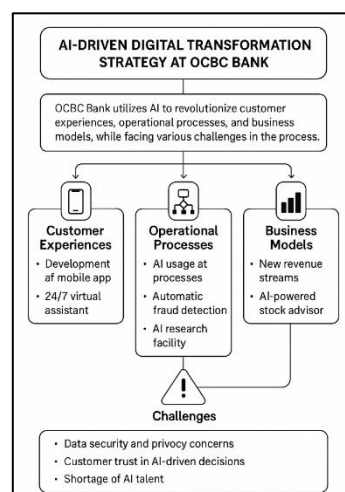 AI-DRIVEN DIGITAL TRANSFORMATION
STRATEGY AT OCBC BANK
OCBC Bank utilizes AI to revolutionize customer
experiences, operational processes, and business
models, while facing various challenges in the process.
Customer
Experiences
• Development
af mobile app
• 24/7 virtual
assistant
Operational
Processes
• AI usage at
processes
• Automatic
fraud detection
• AI research
facility
Business
Models
• New revenue
streams
• AI-powered
stock advisor
!
Challenges
• Data security and privacy concerns
• Customer trust in AI-driven decisions
• Shortage of AI talent